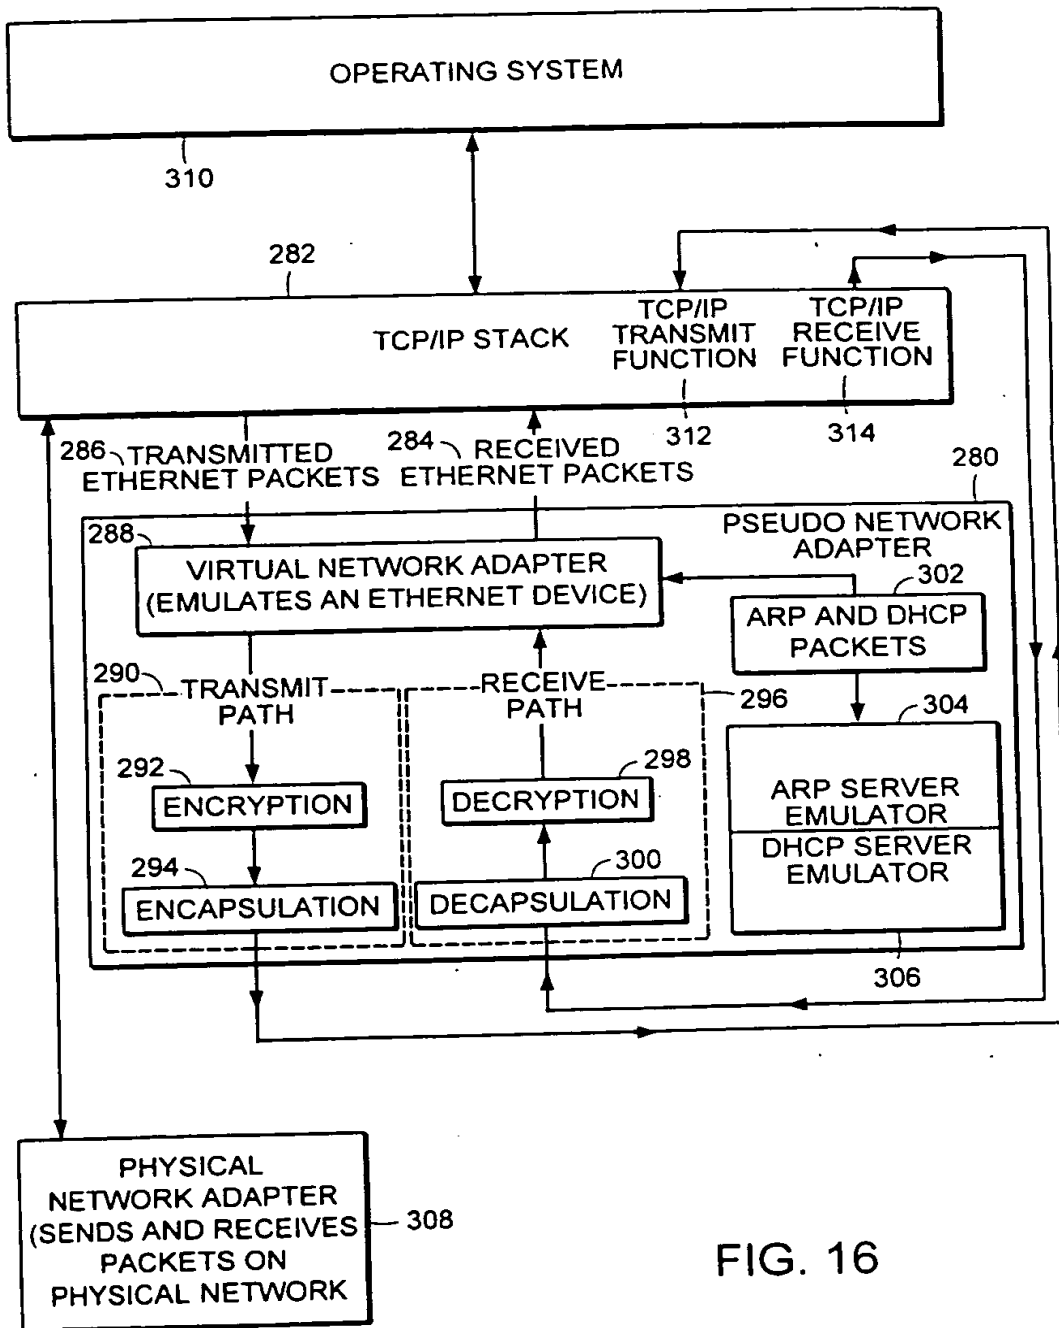 OPERATING SYSTEM
310
282
TCP/IP STACK
TCP/IP
TRANSMIT
FUNCTION
TCP/IP
RECEIVE
FUNCTION
312
314
286
TRANSMITTED
ETHERNET PACKETS
284
RECEIVED
ETHERNET PACKETS
280
PSEUDO NETWORK
ADAPTER
288
VIRTUAL NETWORK ADAPTER
(EMULATES AN ETHERNET DEVICE)
302
ARP AND DHCP
PACKETS
290
TRANSMIT
PATH
RECEIVE
PATH
296
304
292
ENCRYPTION
298
DECRYPTION
ARP SERVER
EMULATOR
DHCP SERVER
EMULATOR
294
ENCAPSULATION
300
DECAPSULATION
306
PHYSICAL
NETWORK ADAPTER
(SENDS AND RECEIVES
PACKETS ON
PHYSICAL NETWORK
308
FIG. 16